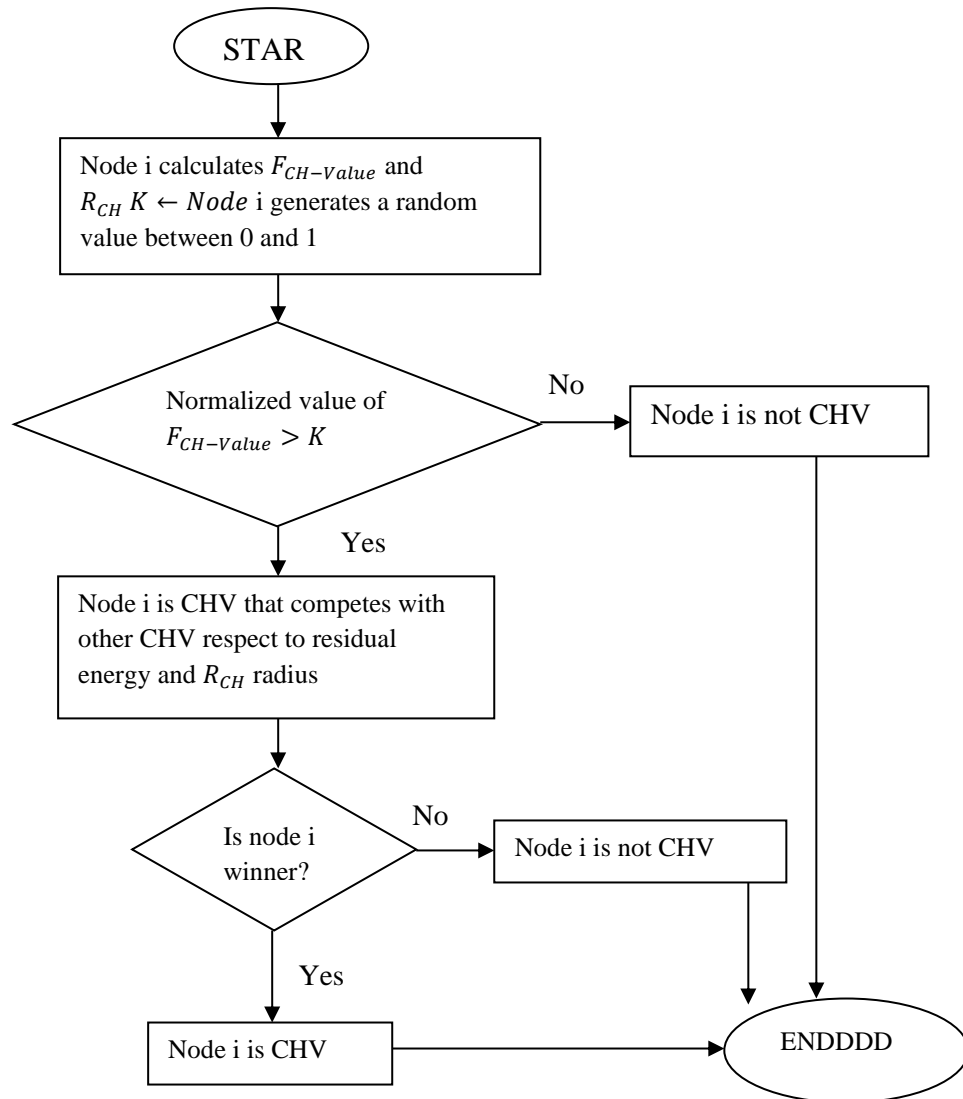 STAR
Node i calculates F_{CH-Value} and
R_{CH} K ← Node i generates a random
value between 0 and 1
Normalized value of
F_{CH-Value} > K
No
Node i is not CHV
Yes
Node i is CHV that competes with
other CHV respect to residual
energy and R_{CH} radius
Is node i
winner?
No
Node i is not CHV
Yes
Node i is CHV
ENDDDD